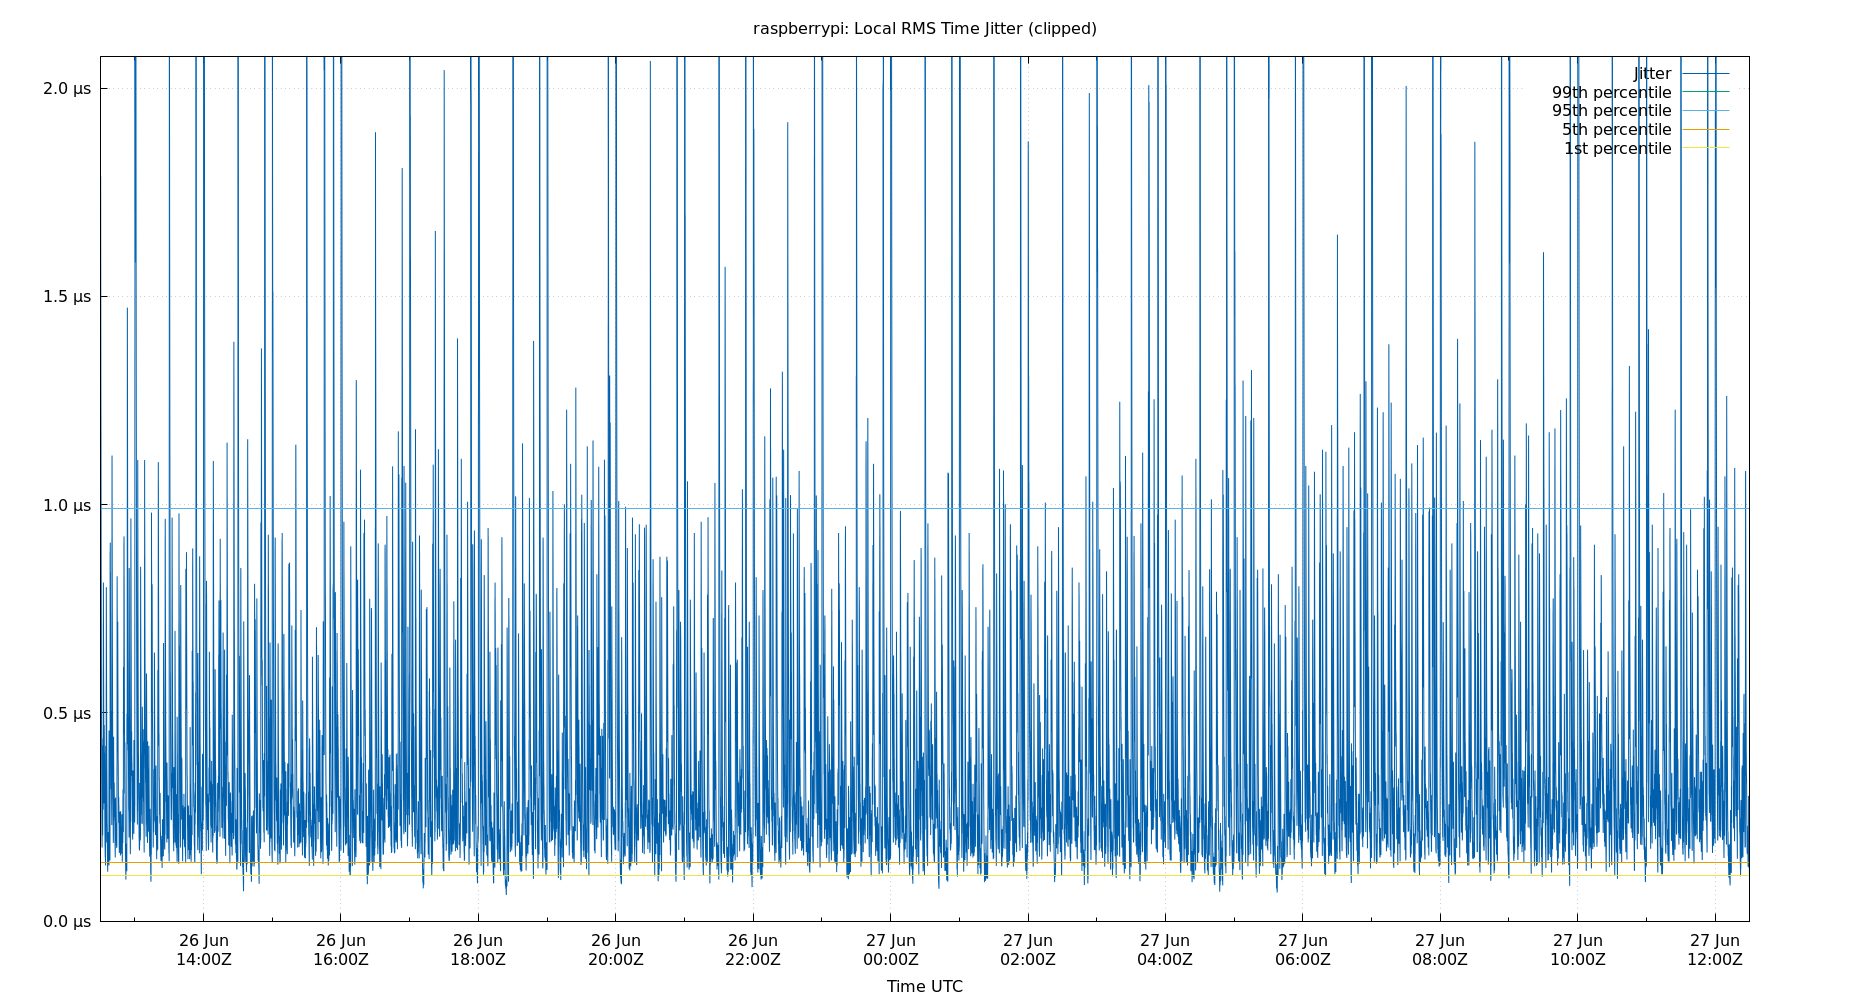 raspberrypi: Local RMS Time Jitter (clipped)
Jitter
99th percentile
95th percentile
5th percentile
1st percentile
2.0 µs
1.5 µs
1.0 µs
0.5 µs
0.0 µs
26 Jun 26 Jun 26 Jun 26 Jun 26 Jun 27 Jun 27 Jun 27 Jun 27 Jun 27 Jun 27 Jun 27 Jun
14:00Z 16:00Z 18:00Z 20:00Z 22:00Z 00:00Z 02:00Z 04:00Z 06:00Z 08:00Z 10:00Z 12:00Z
Time UTC